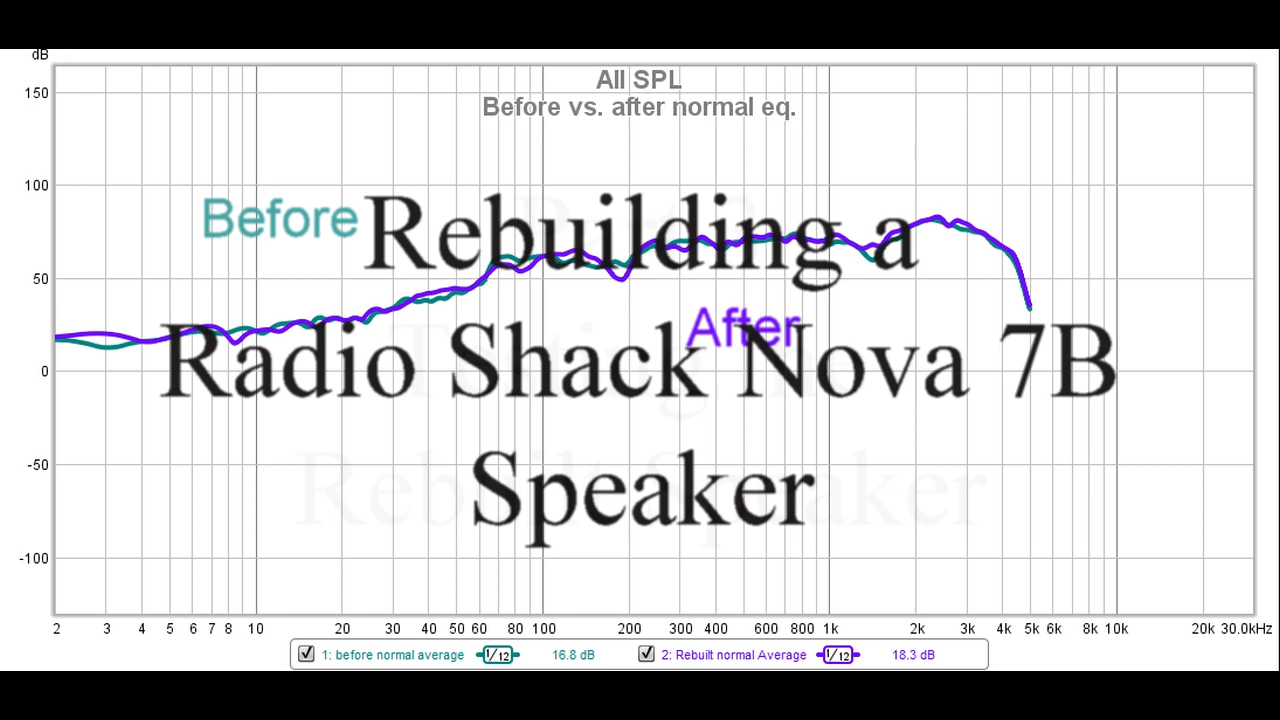 dB
All SPL
Before vs. after normal eq.
150
100
50
0
-50
-100
Before
After
Rebuilding a
Radio Shack Nova 7B
Speaker
Rebuilt Speaker
2 3 4 5 6 7 8 10 20 30 40 50 60 80 100 200 300 400 600 800 1k 2k 3k 4k 5k 6k 8k 10k 20k 30.0kHz
1: before normal average 1/12 16.8 dB 2: Rebuilt normal Average 1/12 18.3 dB